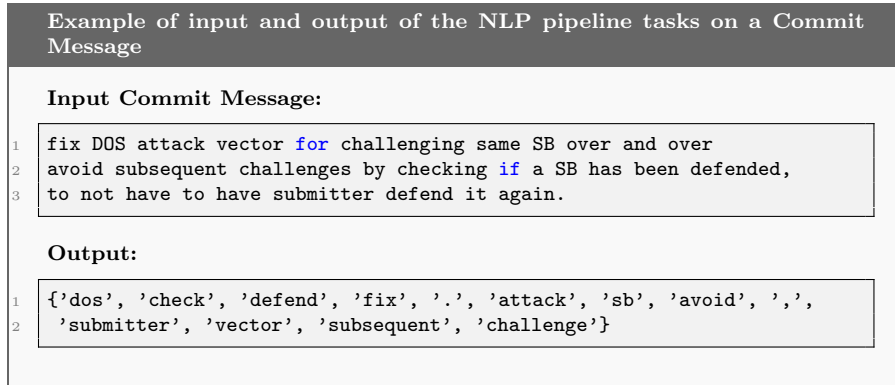 Example of input and output of the NLP pipeline tasks on a Commit
Message
Input Commit Message:
1 fix DOS attack vector for challenging same SB over and over
2 avoid subsequent challenges by checking if a SB has been defended,
3 to not have to have submitter defend it again.
Output:
1 {’dos’, ’check’, ’defend’, ’fix’, ’.’, ’attack’, ’sb’, ’avoid’, ’,’,
2 ’submitter’, ’vector’, ’subsequent’, ’challenge’}